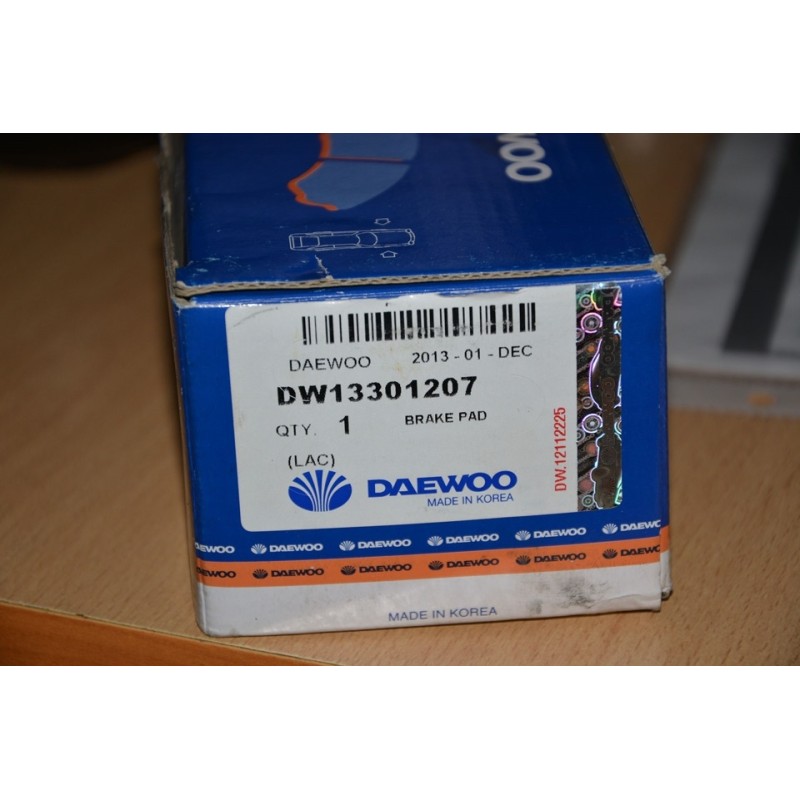 WOO
DAEWOO 2013 - 01 - DEC
DW13301207
QTY. 1 BRAKE PAD
(LAC)
DAEWOO
MADE IN KOREA
DW.12112225
DAEWOO DAEWOO DAEWOO DAEWOO DAEWOO DAEWOO
DAEWOO DAEWOO DAEWOO DAEWOO DAEWOO DAEWOO
MADE IN KOREA